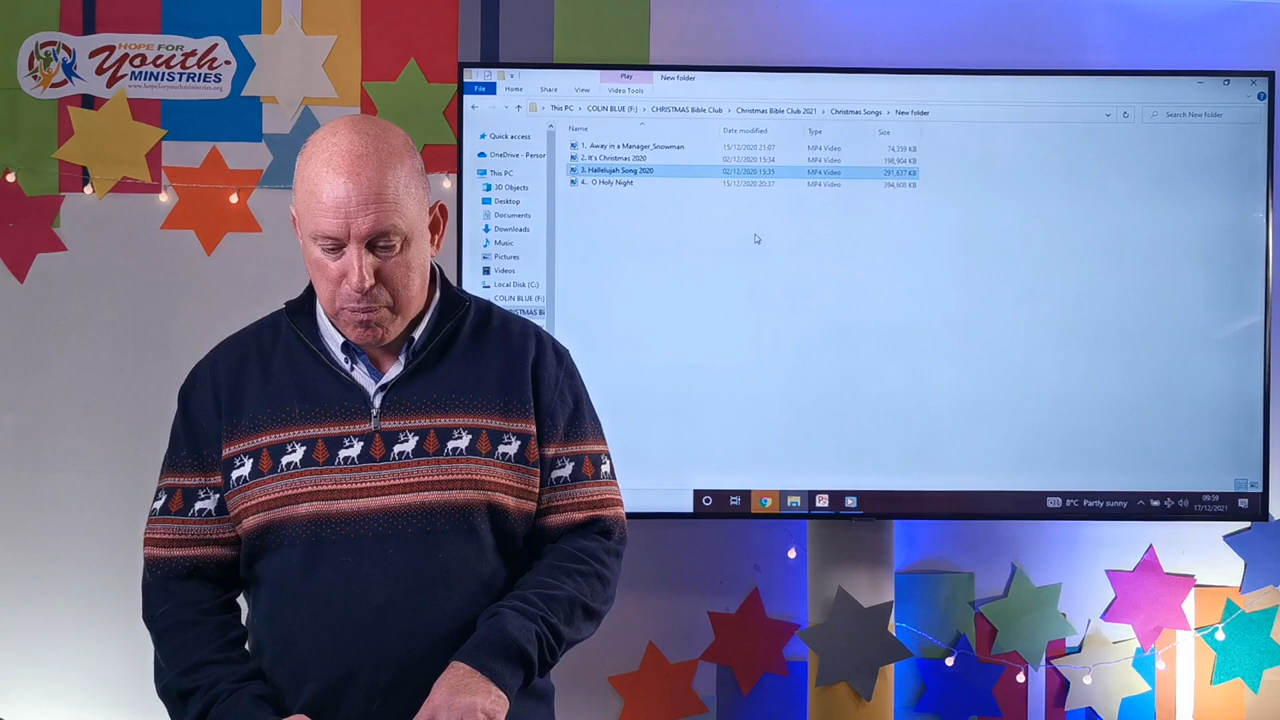 HOPE FOR
Youth
MINISTRIES
www.hopeforyouthministries.org
Play New folder
File Home Share View Video Tools
This PC COLIN BLUE (F:) CHRISTMAS Bible Club Christmas Bible Club 2021 Christmas Songs New folder Search New folder
Name Date modified Type Size
1. Away in a Manager_Snowman 15/12/2020 21:07 MP4 Video 74,359 KB
2. It's Christmas 2020 02/12/2020 15:34 MP4 Video 198,904 KB
3. Hallelujah Song 2020 02/12/2020 15:35 MP4 Video 291,637 KB
4. O Holy Night 15/12/2020 20:37 MP4 Video 394,608 KB
Quick access
OneDrive - Person
This PC
3D Objects
Desktop
Documents
Downloads
Music
Pictures
Videos
Local Disk (C:)
COLIN BLUE (F:)
CHRISTMAS Bi
8°C Partly sunny 09:59
17/12/2021